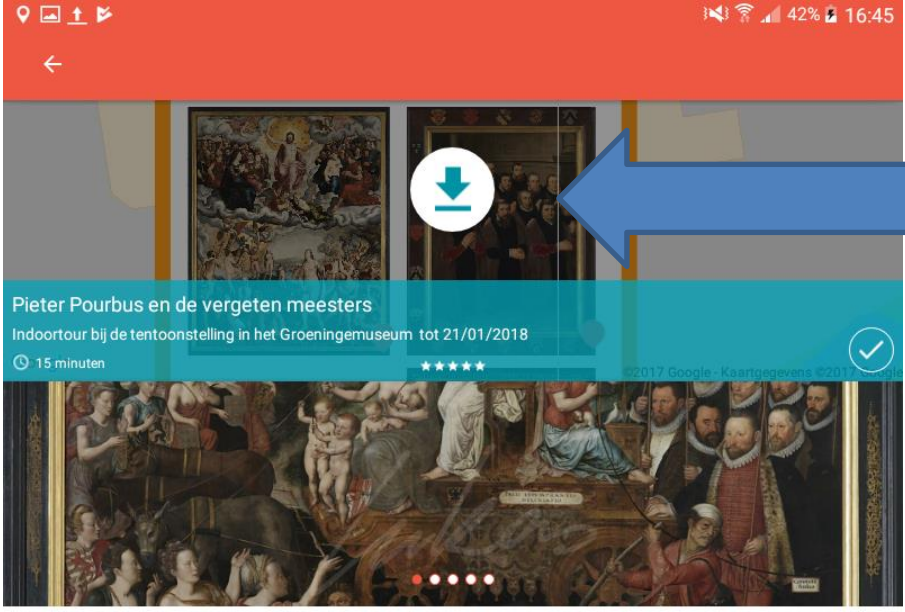 42% 16:45
Pieter Pourbus en de vergeten meesters
Indoortour bij de tentoonstelling in het Groeningemuseum tot 21/01/2018
15 minuten
©2017 Google - Kaartgegevens ©2017 Google